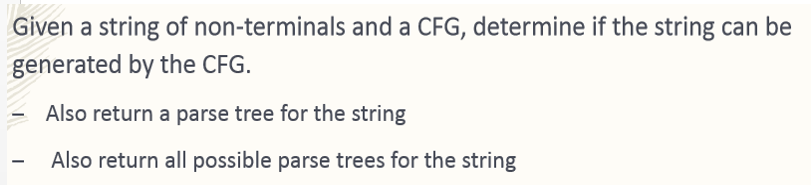 Given a string of non-terminals and a CFG, determine if the string can be
generated by the CFG.
– Also return a parse tree for the string
– Also return all possible parse trees for the string